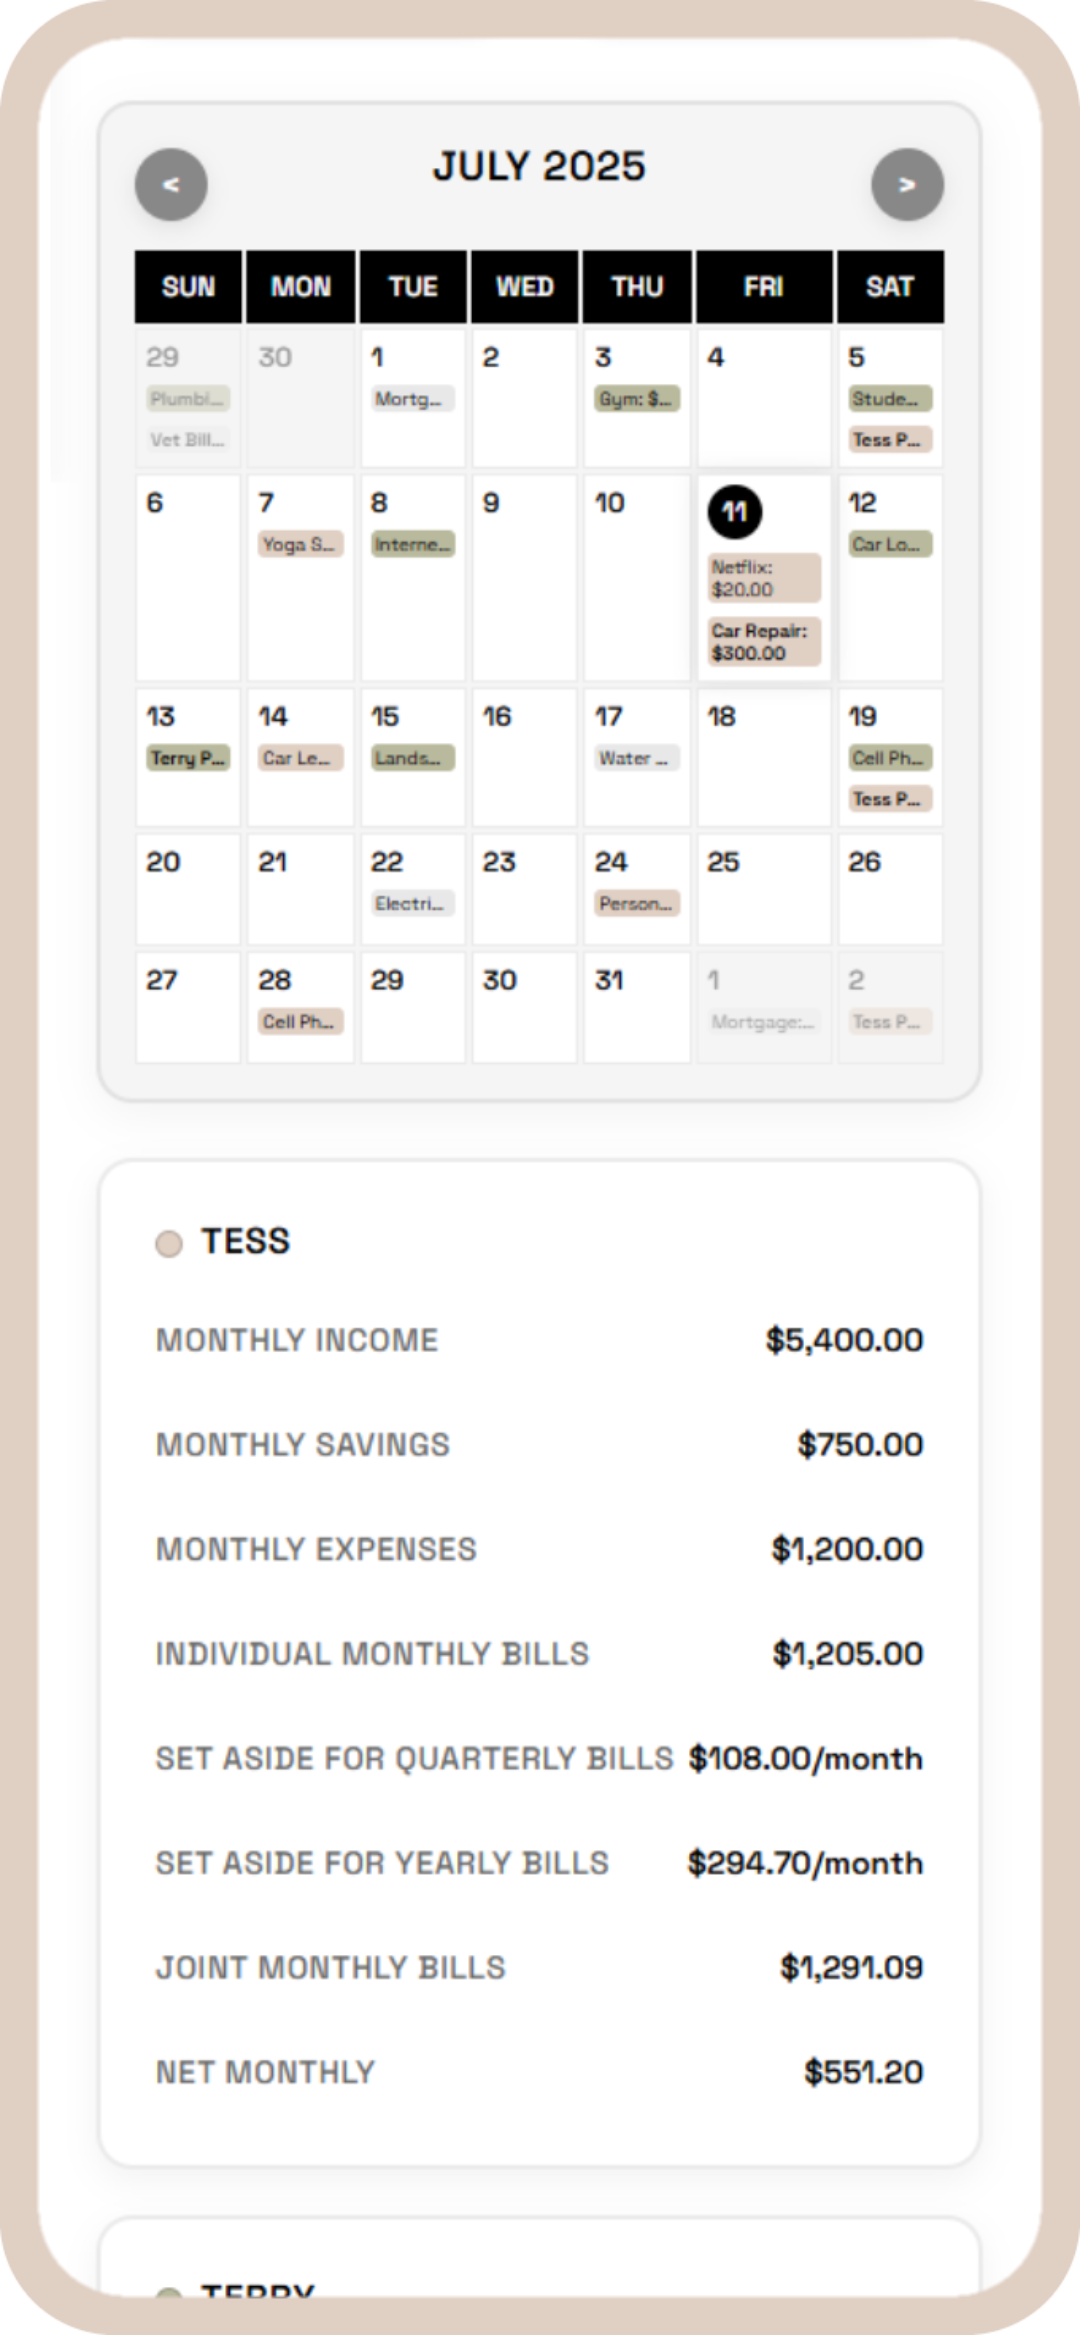 <
JULY 2025
>
SUN MON TUE WED THU FRI SAT
29 30 1 2 3 4 5
Plumbi... Mortg... Gym: $... Stude...
Vet Bill... Tess P...
6 7 8 9 10 11 12
Yoga S... Interne... Netflix: $20.00 Car Lo...
Car Repair: $300.00
13 14 15 16 17 18 19
Terry P... Car Le... Lands... Water ... Cell Ph...
Tess P...
20 21 22 23 24 25 26
Electri... Person...
27 28 29 30 31 1 2
Cell Ph... Mortgage:... Tess P...
TESS
MONTHLY INCOME $5,400.00
MONTHLY SAVINGS $750.00
MONTHLY EXPENSES $1,200.00
INDIVIDUAL MONTHLY BILLS $1,205.00
SET ASIDE FOR QUARTERLY BILLS $108.00/month
SET ASIDE FOR YEARLY BILLS $294.70/month
JOINT MONTHLY BILLS $1,291.09
NET MONTHLY $551.20
TERRY